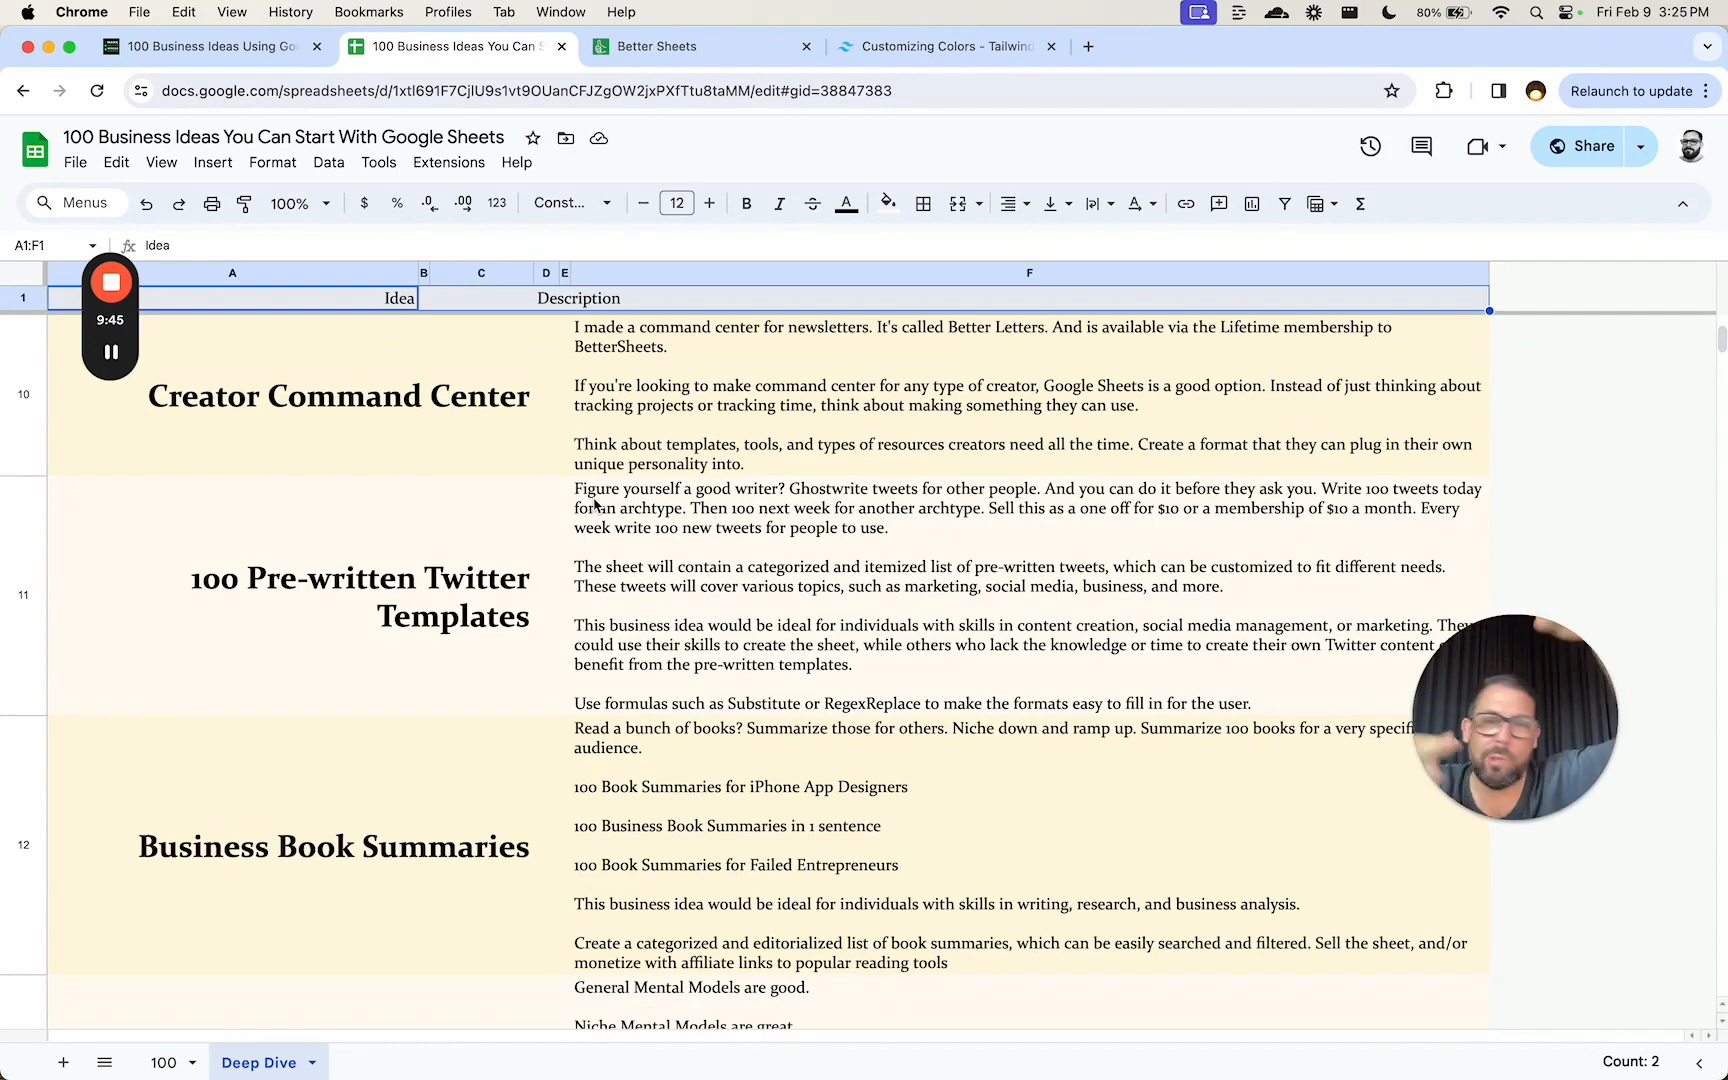 Chrome File Edit View History Bookmarks Profiles Tab Window Help 80% Fri Feb 9 3:25 PM
100 Business Ideas Using Go 100 Business Ideas You Can S Better Sheets Customizing Colors - Tailwind
docs.google.com/spreadsheets/d/1xtl691F7CjlU9s1vt9OUanCFJZgOW2jxPXfTtu8taMM/edit#gid=38847383 Relaunch to update
100 Business Ideas You Can Start With Google Sheets
Share
File Edit View Insert Format Data Tools Extensions Help
Menus 100% $ % .0 .00 123 Const... 12 B I S A
A1:F1 fx Idea
A B C D E F
1 Idea Description
9:45
10
Creator Command Center
I made a command center for newsletters. It's called Better Letters. And is available via the Lifetime membership to
BetterSheets.
If you're looking to make command center for any type of creator, Google Sheets is a good option. Instead of just thinking about
tracking projects or tracking time, think about making something they can use.
Think about templates, tools, and types of resources creators need all the time. Create a format that they can plug in their own
unique personality into.
11
100 Pre-written Twitter
Templates
Figure yourself a good writer? Ghostwrite tweets for other people. And you can do it before they ask you. Write 100 tweets today
for an archtype. Then 100 next week for another archtype. Sell this as a one off for $10 or a membership of $10 a month. Every
week write 100 new tweets for people to use.
The sheet will contain a categorized and itemized list of pre-written tweets, which can be customized to fit different needs.
These tweets will cover various topics, such as marketing, social media, business, and more.
This business idea would be ideal for individuals with skills in content creation, social media management, or marketing. They
could use their skills to create the sheet, while others who lack the knowledge or time to create their own Twitter content
benefit from the pre-written templates.
Use formulas such as Substitute or RegexReplace to make the formats easy to fill in for the user.
12
Business Book Summaries
Read a bunch of books? Summarize those for others. Niche down and ramp up. Summarize 100 books for a very specif
audience.
100 Book Summaries for iPhone App Designers
100 Business Book Summaries in 1 sentence
100 Book Summaries for Failed Entrepreneurs
This business idea would be ideal for individuals with skills in writing, research, and business analysis.
Create a categorized and editorialized list of book summaries, which can be easily searched and filtered. Sell the sheet, and/or
monetize with affiliate links to popular reading tools
General Mental Models are good.
Niche Mental Models are great
100 Deep Dive Count: 2